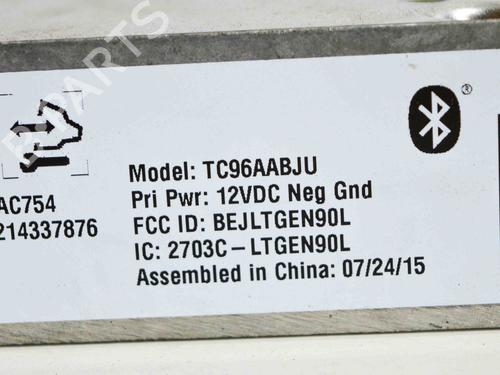 B-PARTS
®
Model: TC96AABJU
AC754
Pri Pwr: 12VDC Neg Gnd
214337876
FCC ID: BEJLTGEN90L
IC: 2703C-LTGEN90L
Assembled in China: 07/24/15